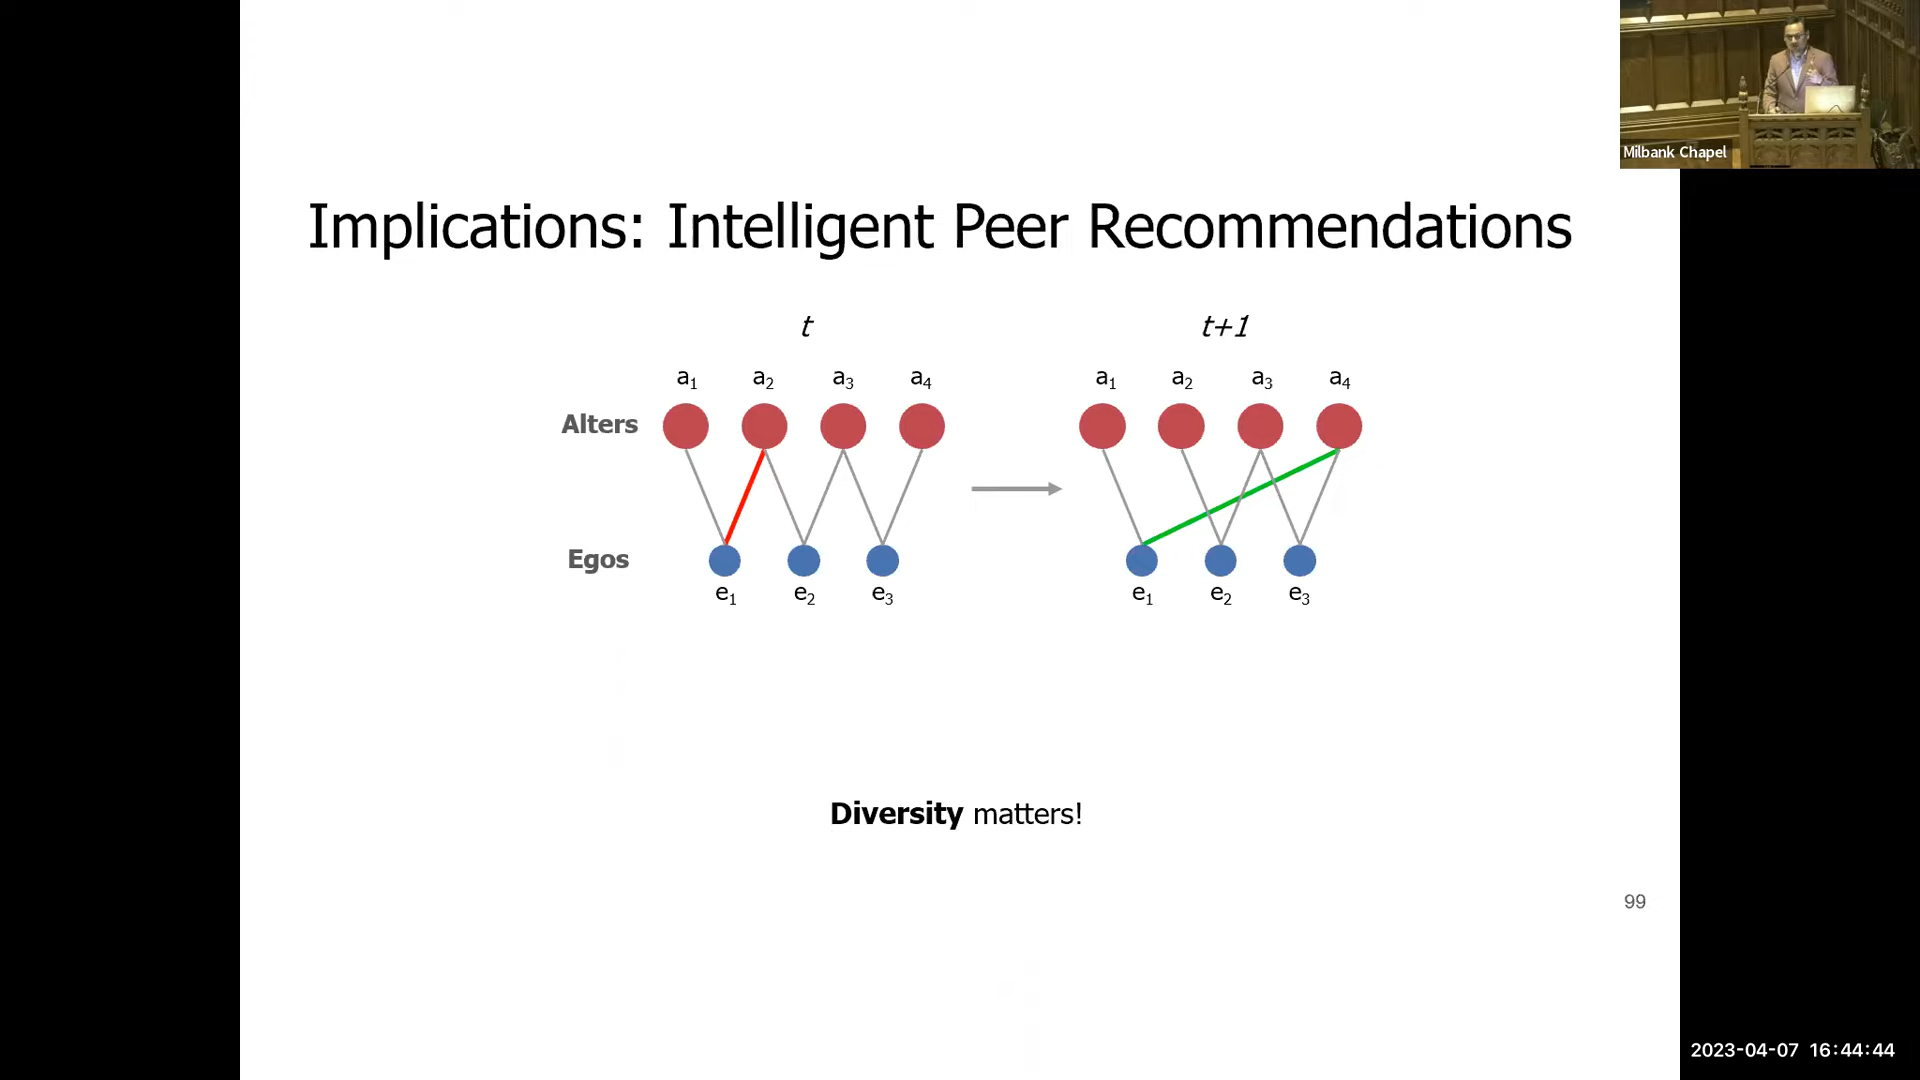 Milbank Chapel
Implications: Intelligent Peer Recommendations
t
t+1
a1 a2 a3 a4
a1 a2 a3 a4
Alters
Egos
e1 e2 e3
e1 e2 e3
Diversity matters!
99
2023-04-07 16:44:44